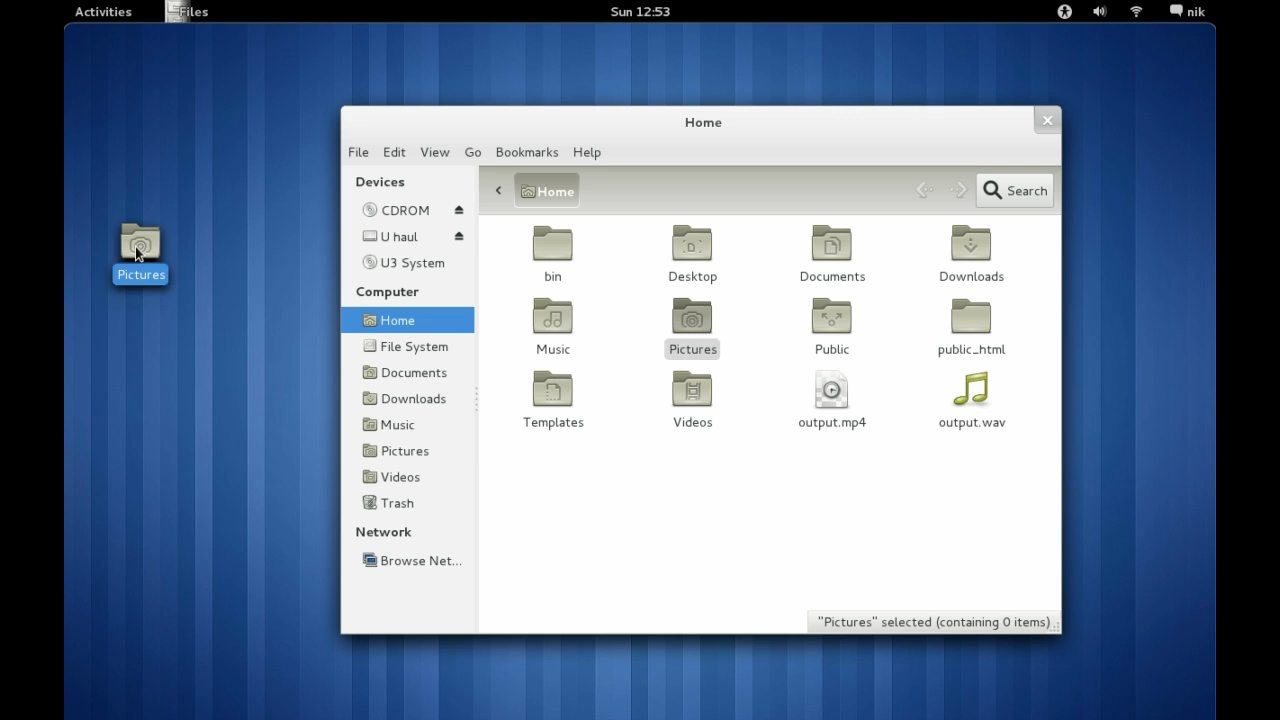 Activities Files Sun 12:53 nik
Home
File Edit View Go Bookmarks Help
Devices
CDROM
U haul
U3 System
Computer
Home
File System
Documents
Downloads
Music
Pictures
Videos
Trash
Network
Browse Net...
Home Search
bin Desktop Documents Downloads
Music Pictures Public public_html
Templates Videos output.mp4 output.wav
"Pictures" selected (containing 0 items)
Pictures